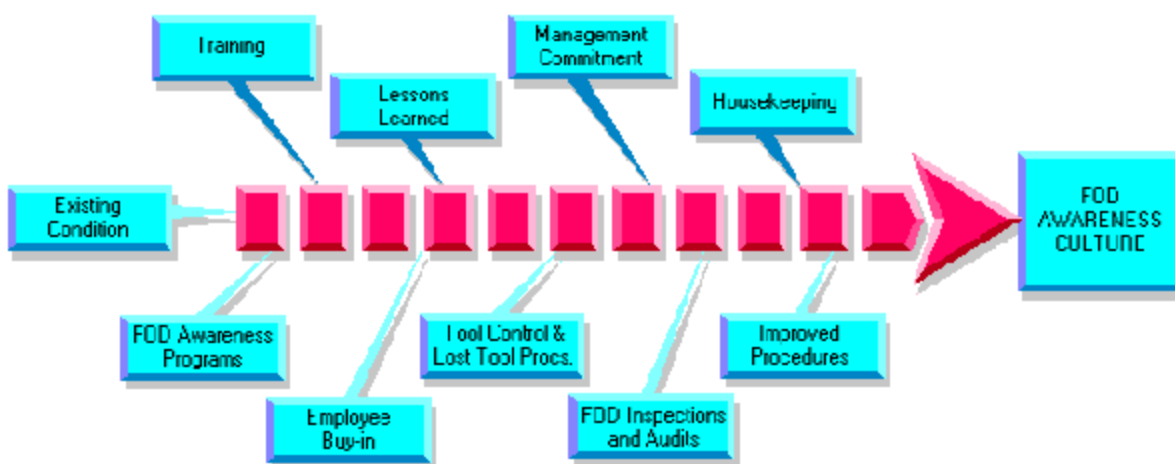 Training
Management
Commitment
Lessons
Learned
Housekeeping
Existing
Condition
FOD
AWARENESS
CULTURE
FOD Awareness
Programs
Tool Control &
Lost Tool Procs.
Improved
Procedures
Employee
Buy-in
FOD Inspections
and Audits